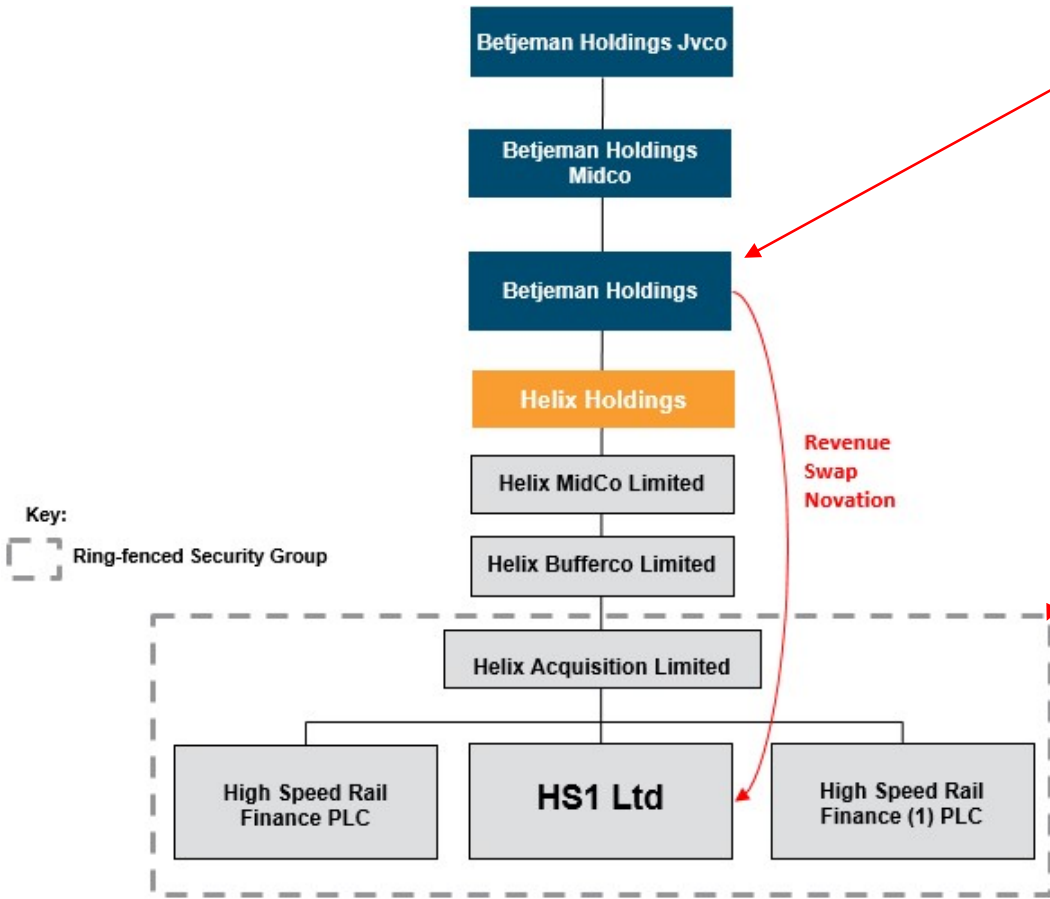 Betjeman Holdings Jvco
Betjeman Holdings
Midco
Betjeman Holdings
Helix Holdings
Revenue
Swap
Novation
Helix MidCo Limited
Key:
Ring-fenced Security Group
Helix Bufferco Limited
Helix Acquisition Limited
High Speed Rail
Finance PLC
HS1 Ltd
High Speed Rail
Finance (1) PLC